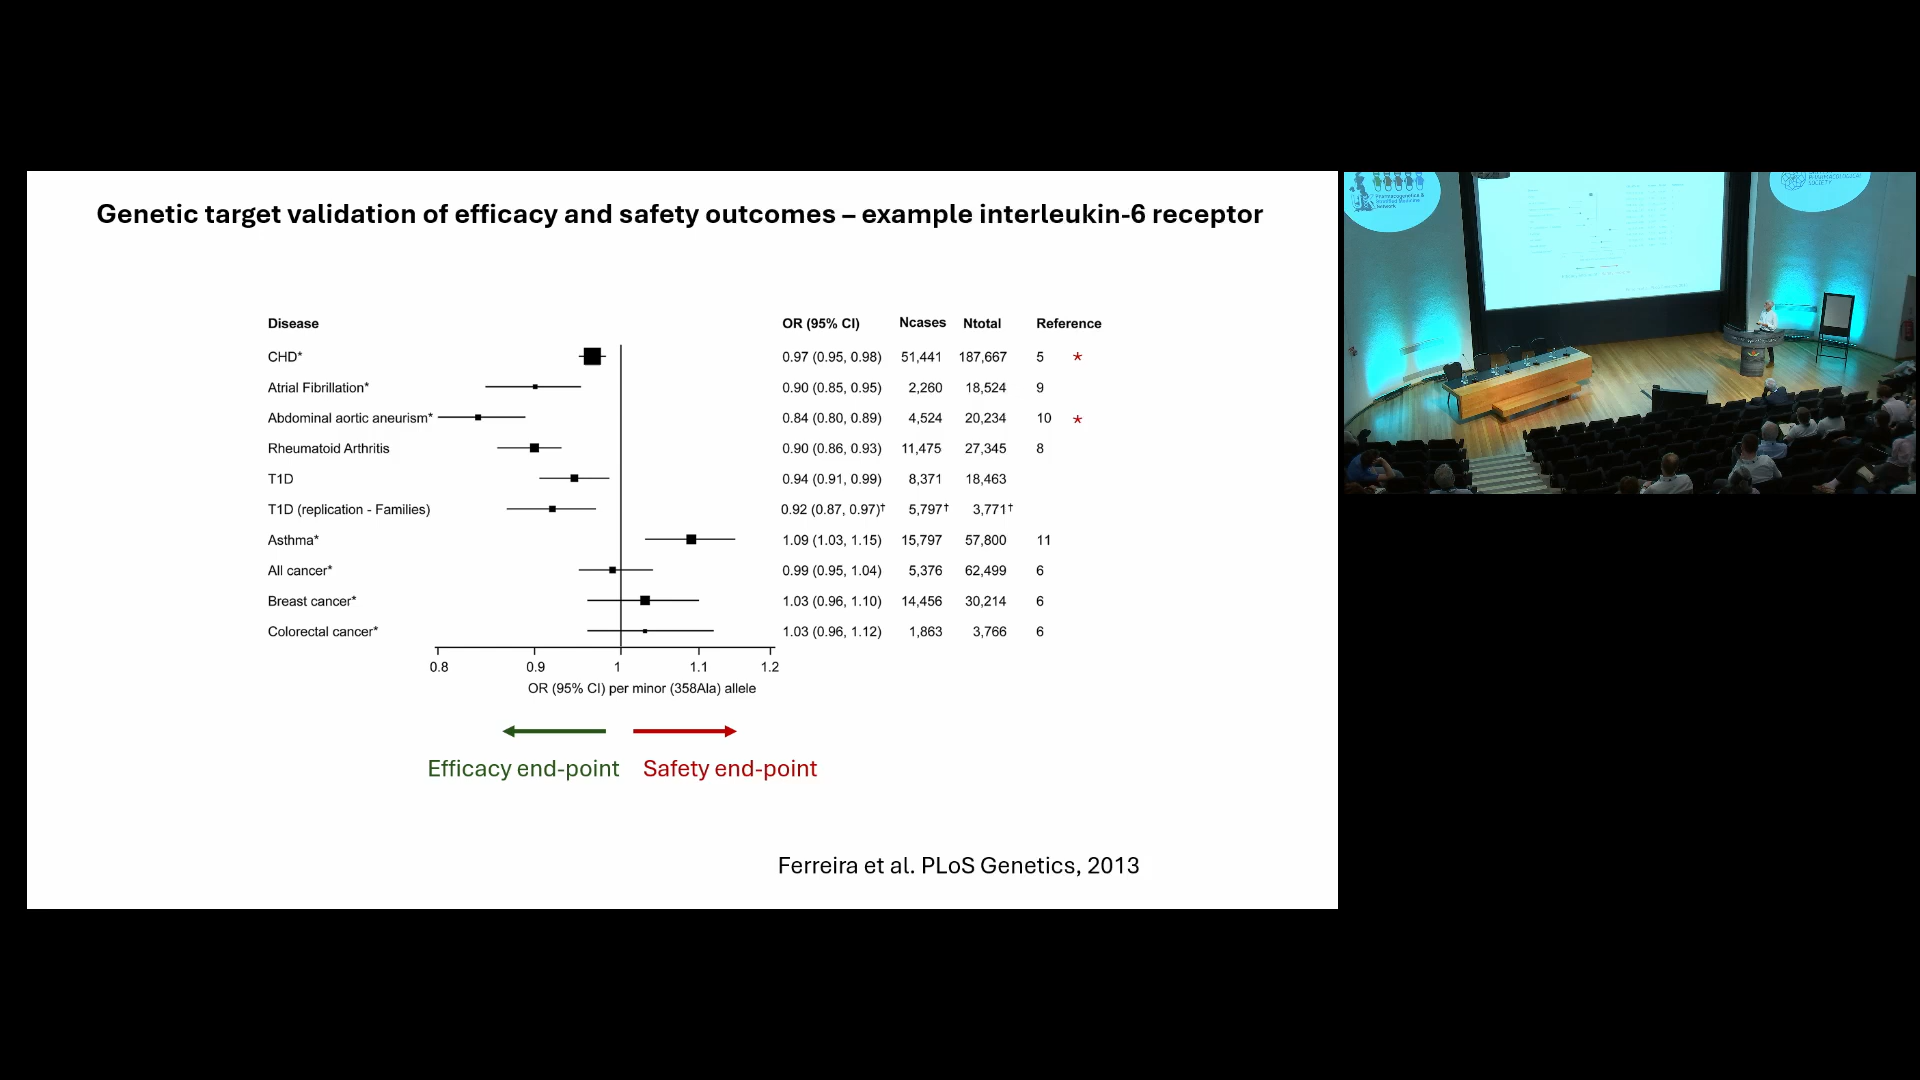 Genetic target validation of efficacy and safety outcomes – example interleukin-6 receptor
Disease OR (95% CI) Ncases Ntotal Reference
CHD* 0.97 (0.95, 0.98) 51,441 187,667 5 *
Atrial Fibrillation* 0.90 (0.85, 0.95) 2,260 18,524 9
Abdominal aortic aneurism* 0.84 (0.80, 0.89) 4,524 20,234 10 *
Rheumatoid Arthritis 0.90 (0.86, 0.93) 11,475 27,345 8
T1D 0.94 (0.91, 0.99) 8,371 18,463
T1D (replication - Families) 0.92 (0.87, 0.97)† 5,797† 3,771†
Asthma* 1.09 (1.03, 1.15) 15,797 57,800 11
All cancer* 0.99 (0.95, 1.04) 5,376 62,499 6
Breast cancer* 1.03 (0.96, 1.10) 14,456 30,214 6
Colorectal cancer* 1.03 (0.96, 1.12) 1,863 3,766 6
0.8 0.9 1 1.1 1.2
OR (95% CI) per minor (358Ala) allele
Efficacy end-point Safety end-point
Ferreira et al. PLoS Genetics, 2013
Pharmacogenetics &
Stratified Medicine
Network
PHARMACOLOGICAL
SOCIETY